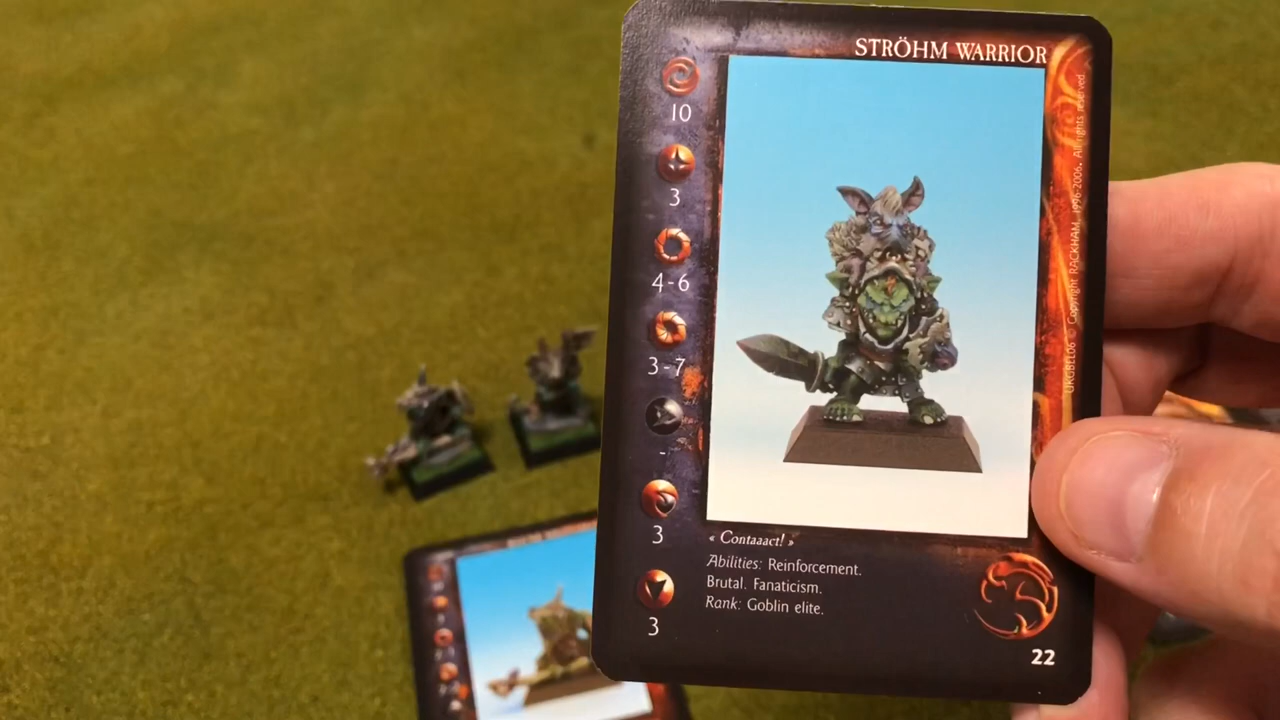 STRÖHM WARRIOR
10
3
4-6
3-7
-
3
3
« Contaaact! »
Abilities: Reinforcement.
Brutal. Fanaticism.
Rank: Goblin elite.
22
UKGBEL06 © Copyright RACKHAM, 1996-2006. All rights reserved.